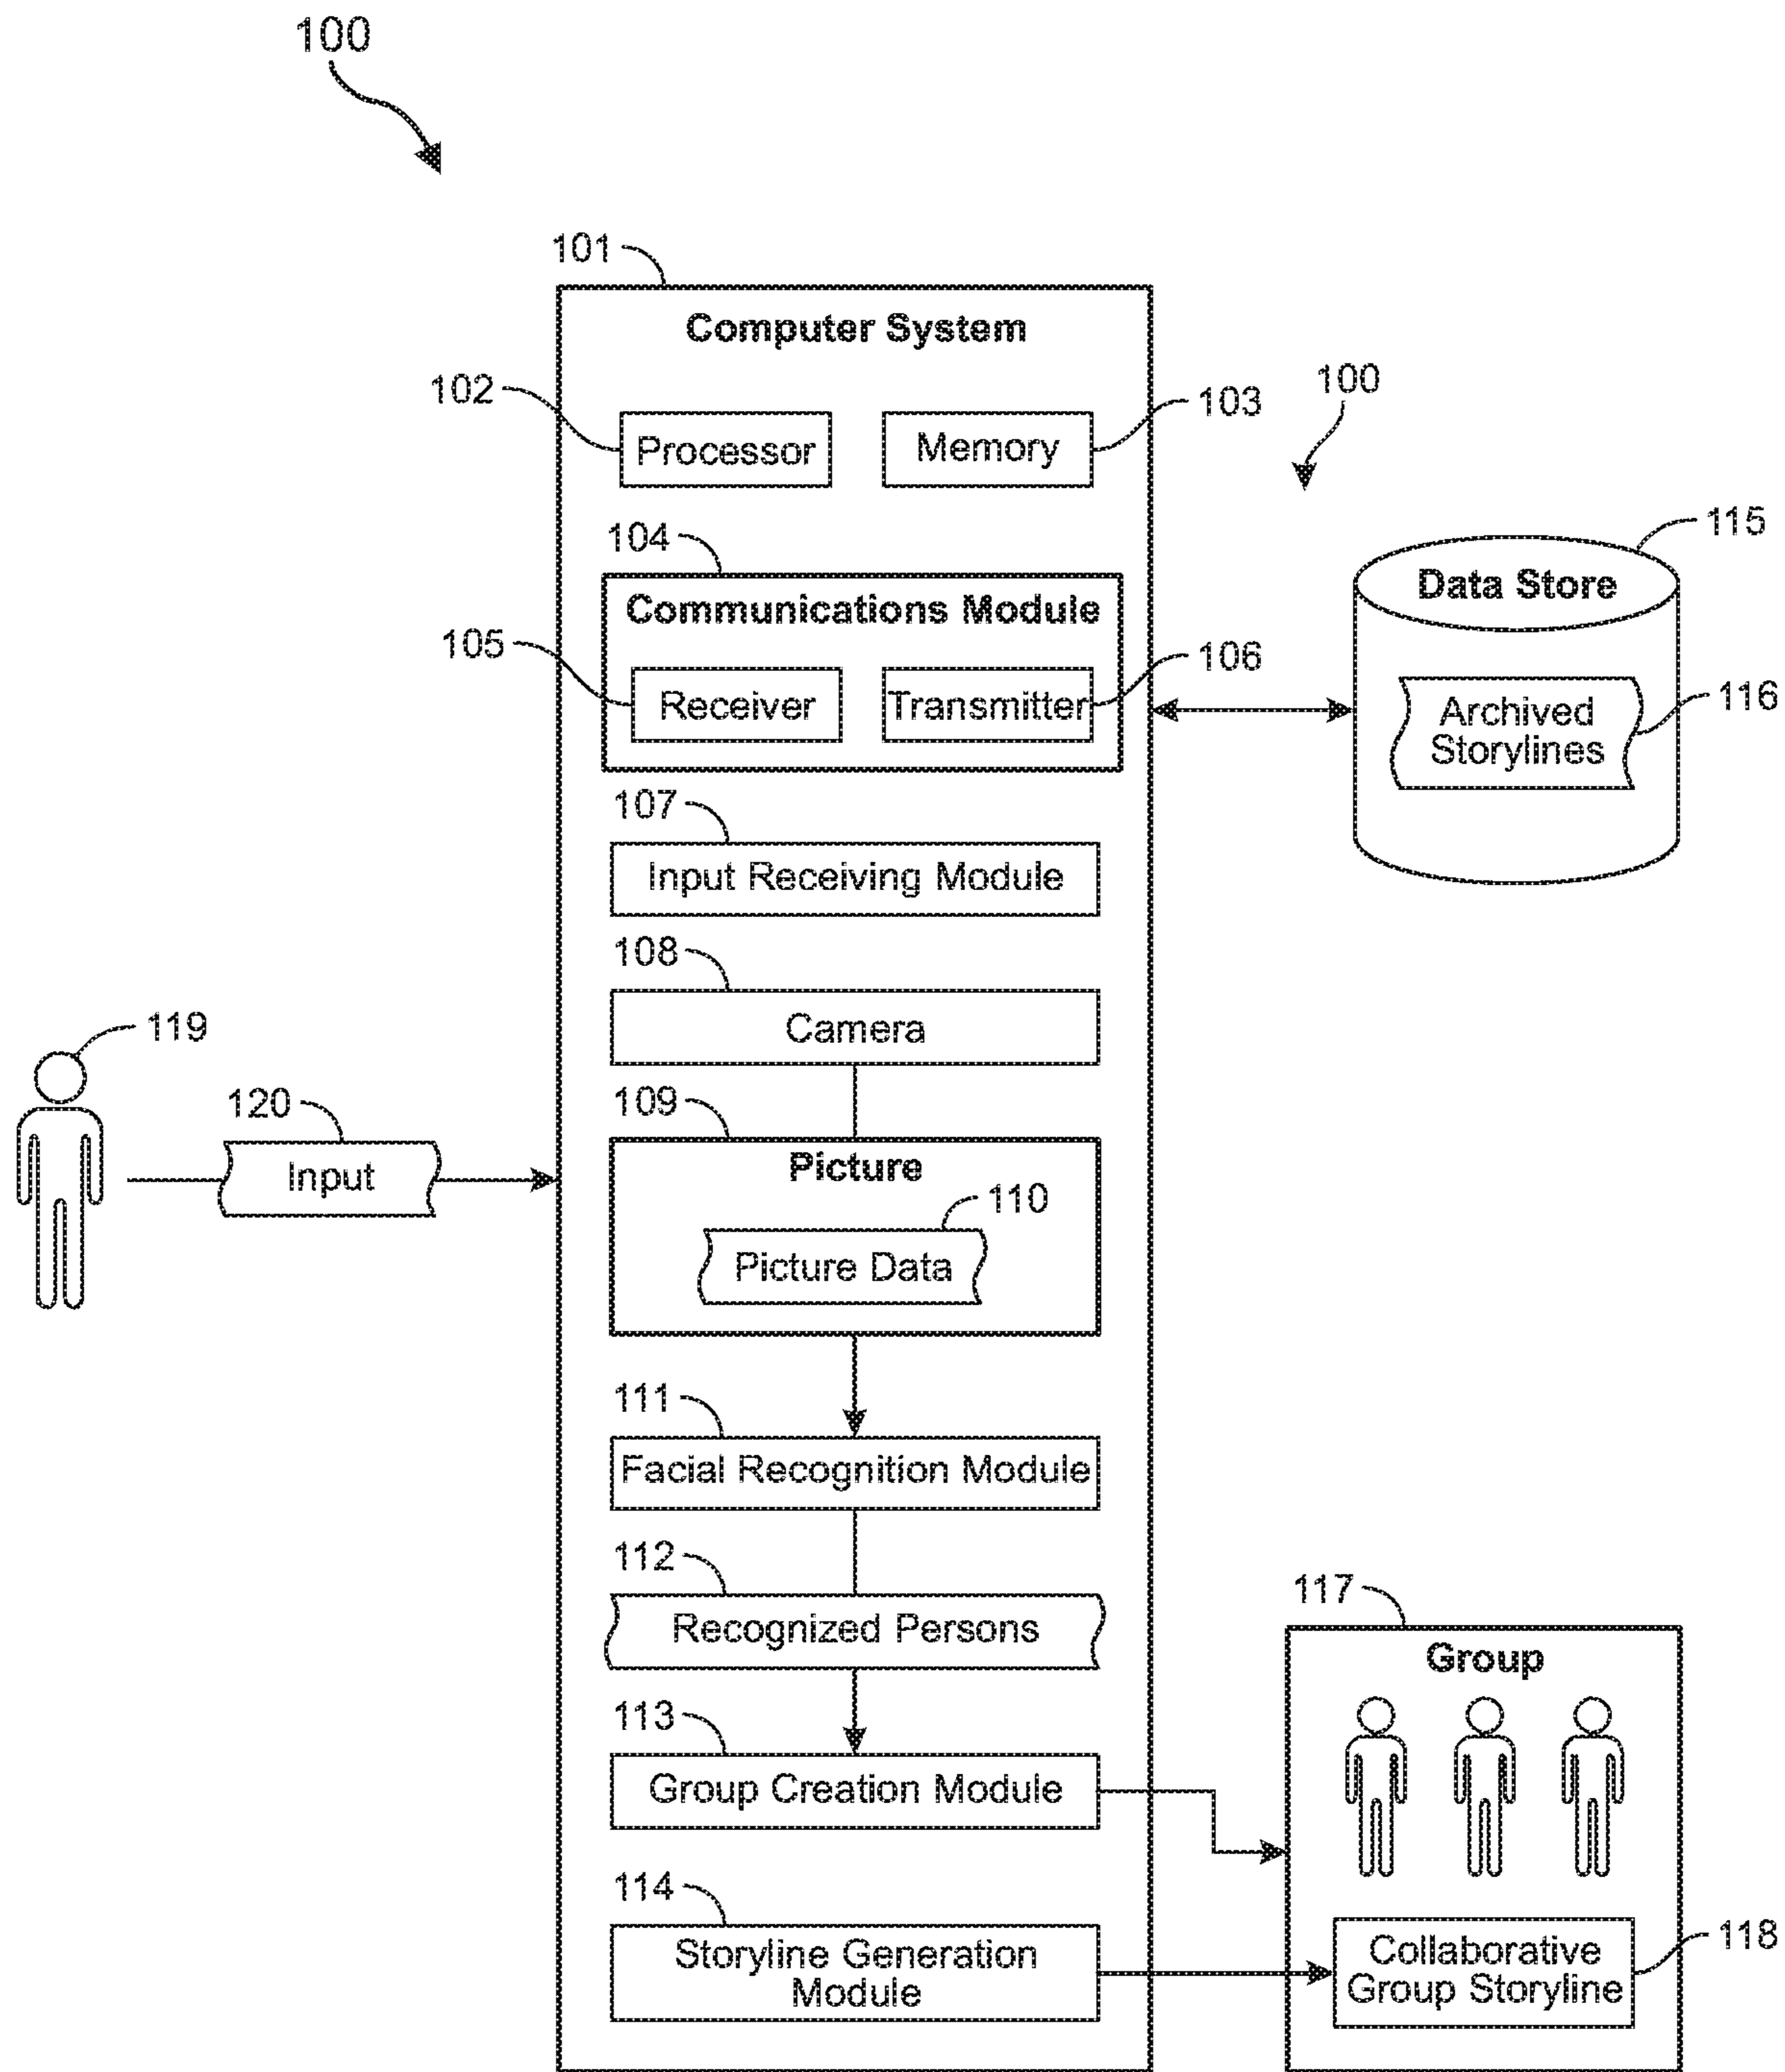 100
101
Computer System
102
Processor
Memory
103
100
104
Communications Module
105
Receiver
Transmitter
106
115
Data Store
Archived
Storylines
116
107
Input Receiving Module
108
Camera
119
120
Input
109
Picture
110
Picture Data
111
Facial Recognition Module
112
Recognized Persons
113
Group Creation Module
114
Storyline Generation
Module
117
Group
Collaborative
Group Storyline
118